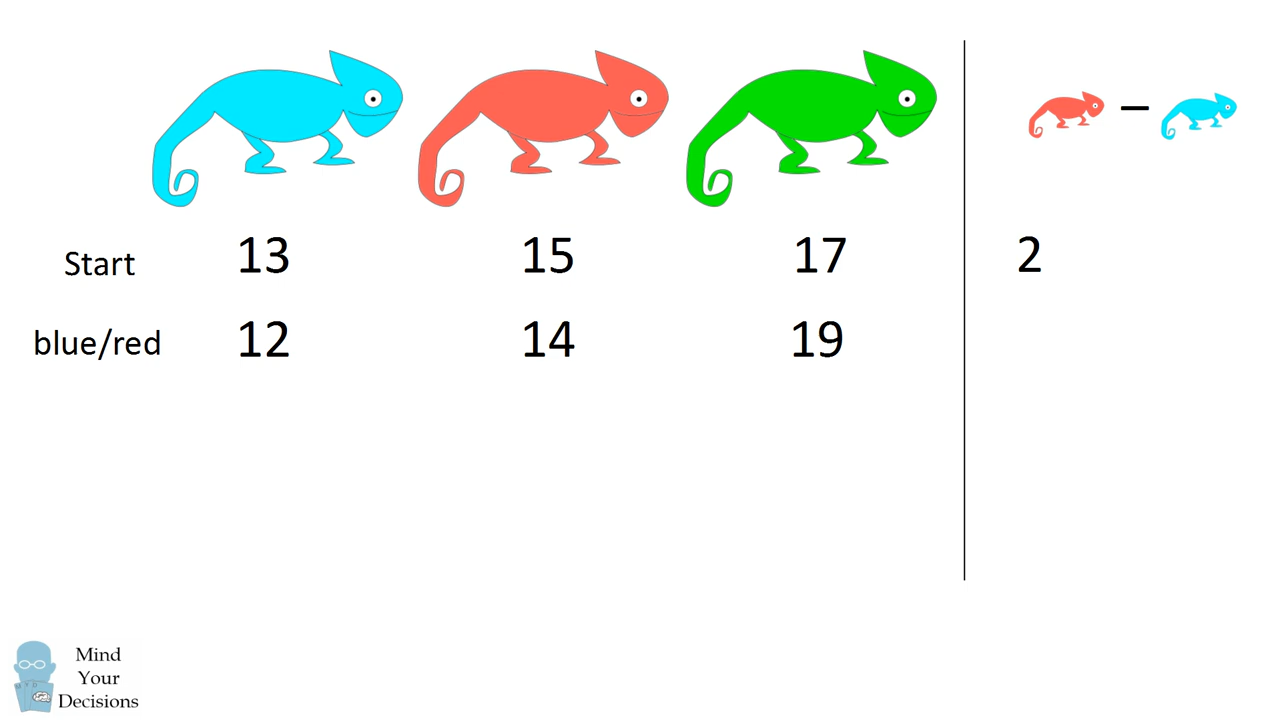 –
Start 13 15 17 2
blue/red 12 14 19
Mind
Your
Decisions